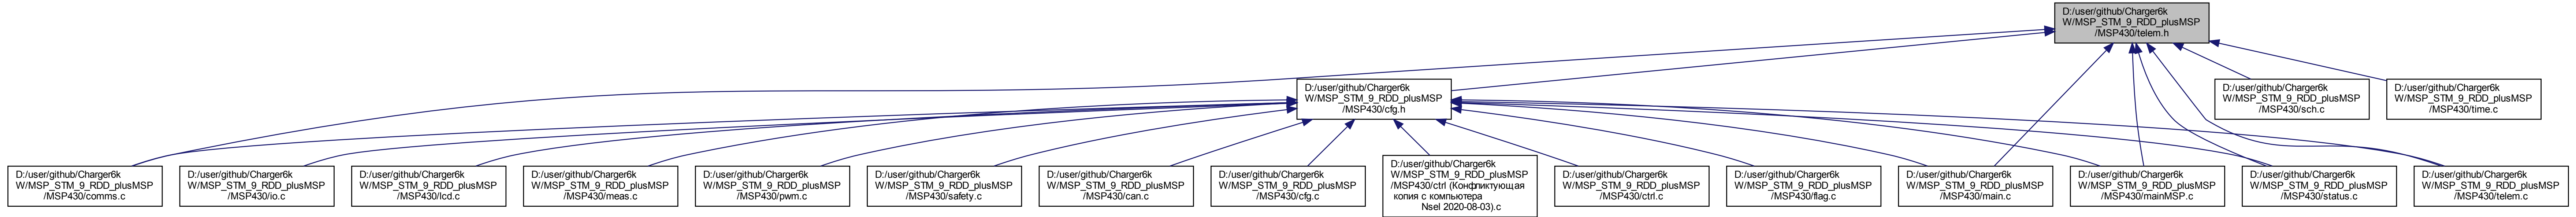 D:/user/github/Charger6k
W/MSP_STM_9_RDD_plusMSP
/MSP430/telem.h
D:/user/github/Charger6k
W/MSP_STM_9_RDD_plusMSP
/MSP430/cfg.h
D:/user/github/Charger6k
W/MSP_STM_9_RDD_plusMSP
/MSP430/sch.c
D:/user/github/Charger6k
W/MSP_STM_9_RDD_plusMSP
/MSP430/time.c
D:/user/github/Charger6k
W/MSP_STM_9_RDD_plusMSP
/MSP430/comms.c
D:/user/github/Charger6k
W/MSP_STM_9_RDD_plusMSP
/MSP430/io.c
D:/user/github/Charger6k
W/MSP_STM_9_RDD_plusMSP
/MSP430/lcd.c
D:/user/github/Charger6k
W/MSP_STM_9_RDD_plusMSP
/MSP430/meas.c
D:/user/github/Charger6k
W/MSP_STM_9_RDD_plusMSP
/MSP430/pwm.c
D:/user/github/Charger6k
W/MSP_STM_9_RDD_plusMSP
/MSP430/safety.c
D:/user/github/Charger6k
W/MSP_STM_9_RDD_plusMSP
/MSP430/can.c
D:/user/github/Charger6k
W/MSP_STM_9_RDD_plusMSP
/MSP430/cfg.c
D:/user/github/Charger6k
W/MSP_STM_9_RDD_plusMSP
/MSP430/ctrl (Конфликтующая
копия с компьютера
Nsel 2020-08-03).c
D:/user/github/Charger6k
W/MSP_STM_9_RDD_plusMSP
/MSP430/ctrl.c
D:/user/github/Charger6k
W/MSP_STM_9_RDD_plusMSP
/MSP430/flag.c
D:/user/github/Charger6k
W/MSP_STM_9_RDD_plusMSP
/MSP430/main.c
D:/user/github/Charger6k
W/MSP_STM_9_RDD_plusMSP
/MSP430/mainMSP.c
D:/user/github/Charger6k
W/MSP_STM_9_RDD_plusMSP
/MSP430/status.c
D:/user/github/Charger6k
W/MSP_STM_9_RDD_plusMSP
/MSP430/telem.c